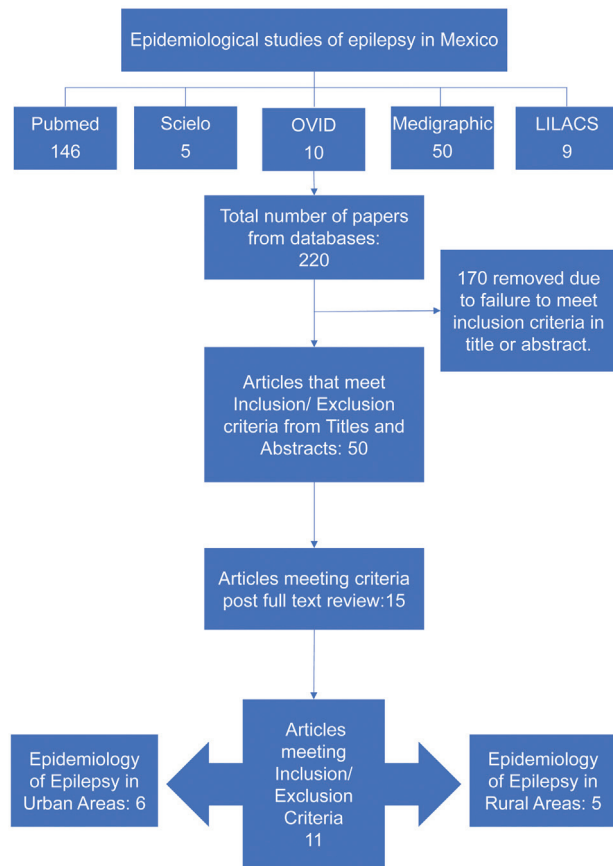 Epidemiological studies of epilepsy in Mexico
Pubmed
146
Scielo
5
OVID
10
Medigraphic
50
LILACS
9
Total number of papers
from databases:
220
170 removed due
to failure to meet
inclusion criteria in
title or abstract.
Articles that meet
Inclusion/ Exclusion
criteria from Titles and
Abstracts: 50
Articles meeting criteria
post full text review:15
Articles
meeting
Inclusion/
Exclusion
Criteria
11
Epidemiology
of Epilepsy in
Urban Areas: 6
Epidemiology
of Epilepsy in
Rural Areas: 5